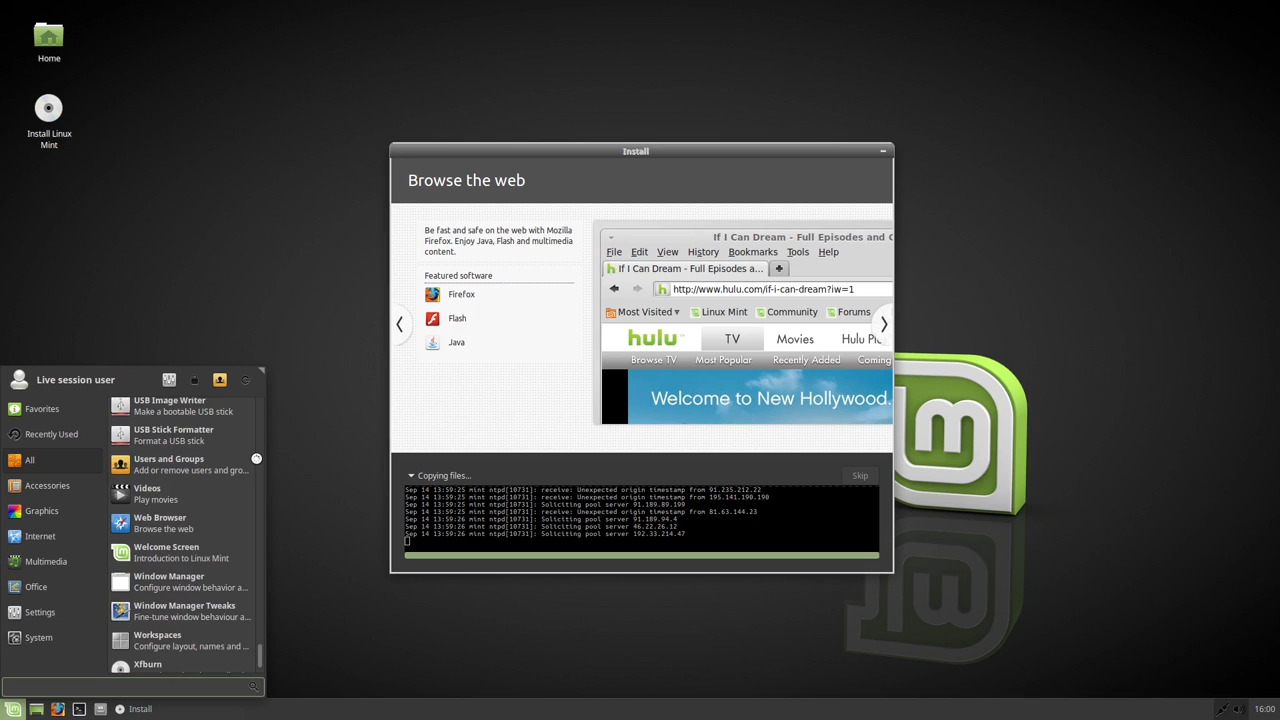 Home
Install Linux
Mint
Install
Browse the web
Be fast and safe on the web with Mozilla
Firefox. Enjoy Java, Flash and multimedia
content.
Featured software
Firefox
Flash
Java
If I Can Dream - Full Episodes and C
File Edit View History Bookmarks Tools Help
If I Can Dream - Full Episodes a...
http://www.hulu.com/if-i-can-dream?iw=1
Most Visited Linux Mint Community Forums
hulu TV Movies Hulu Pl
Browse TV Most Popular Recently Added Coming
Welcome to New Hollywood.
Copying files...
Skip
Sep 14 13:59:25 mint ntpd[10731]: receive: Unexpected origin timestamp from 91.235.212.22
Sep 14 13:59:25 mint ntpd[10731]: receive: Unexpected origin timestamp from 195.141.190.190
Sep 14 13:59:25 mint ntpd[10731]: Soliciting pool server 91.189.89.199
Sep 14 13:59:25 mint ntpd[10731]: receive: Unexpected origin timestamp from 81.63.144.23
Sep 14 13:59:26 mint ntpd[10731]: Soliciting pool server 91.189.94.4
Sep 14 13:59:26 mint ntpd[10731]: Soliciting pool server 46.22.26.12
Sep 14 13:59:26 mint ntpd[10731]: Soliciting pool server 192.33.214.47
Live session user
Favorites
Recently Used
All
Accessories
Graphics
Internet
Multimedia
Office
Settings
System
USB Image Writer
Make a bootable USB stick
USB Stick Formatter
Format a USB stick
Users and Groups
Add or remove users and gro...
Videos
Play movies
Web Browser
Browse the web
Welcome Screen
Introduction to Linux Mint
Window Manager
Configure window behavior a...
Window Manager Tweaks
Fine-tune window behaviour a...
Workspaces
Configure layout, names and ...
Xfburn
Install
16:00